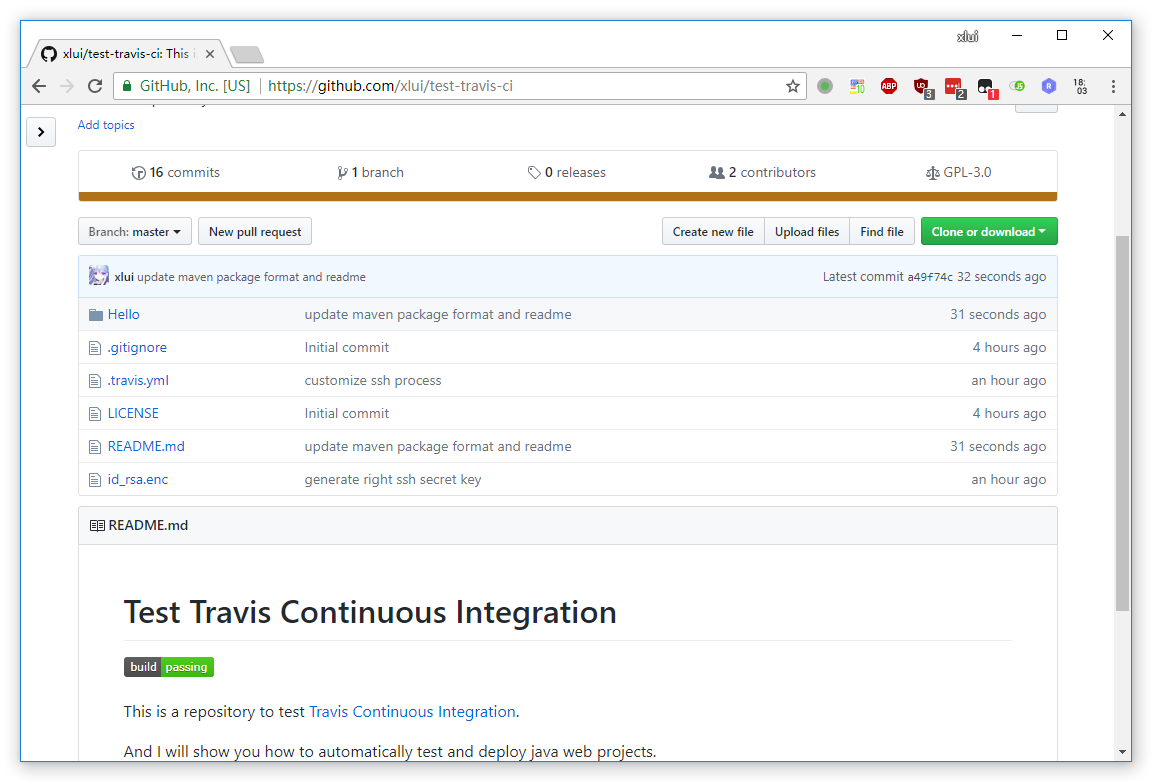 xlui
xlui/test-travis-ci: This i
GitHub, Inc. [US] https://github.com/xlui/test-travis-ci
10 ABP 3 2 1 R 18: 03
Add topics
16 commits 1 branch 0 releases 2 contributors GPL-3.0
Branch: master New pull request Create new file Upload files Find file Clone or download
xlui update maven package format and readme Latest commit a49f74c 32 seconds ago
Hello update maven package format and readme 31 seconds ago
.gitignore Initial commit 4 hours ago
.travis.yml customize ssh process an hour ago
LICENSE Initial commit 4 hours ago
README.md update maven package format and readme 31 seconds ago
id_rsa.enc generate right ssh secret key an hour ago
README.md
Test Travis Continuous Integration
build passing
This is a repository to test Travis Continuous Integration.
And I will show you how to automatically test and deploy java web projects.